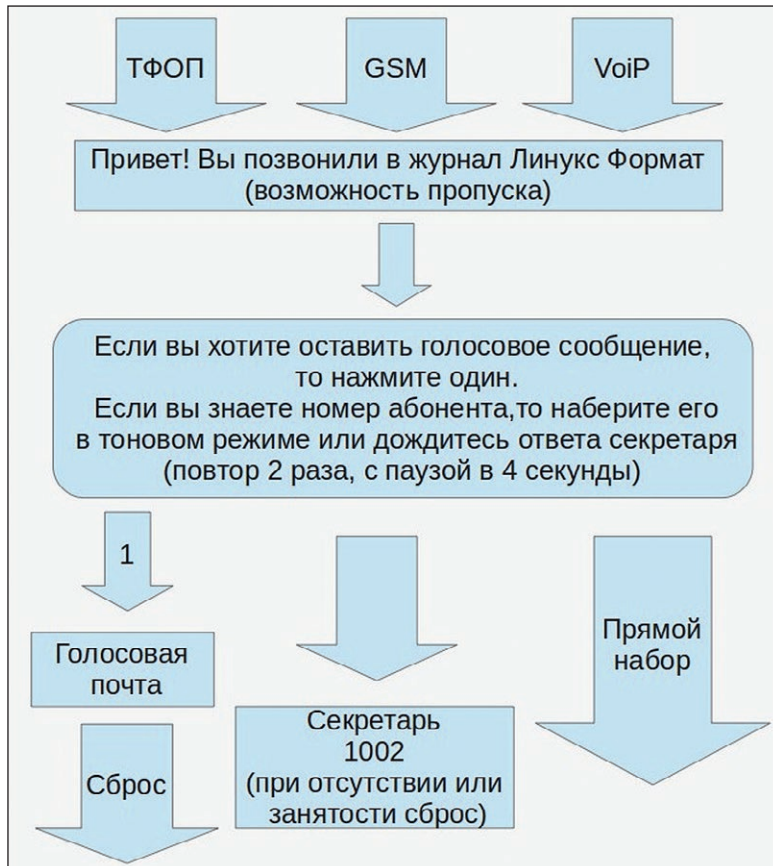 ТФОП
GSM
VoiP
Привет! Вы позвонили в журнал Линукс Формат
(возможность пропуска)
Если вы хотите оставить голосовое сообщение,
то нажмите один.
Если вы знаете номер абонента,то наберите его
в тоновом режиме или дождитесь ответа секретаря
(повтор 2 раза, с паузой в 4 секунды)
1
Голосовая
почта
Сброс
Секретарь
1002
(при отсутствии или
занятости сброс)
Прямой
набор